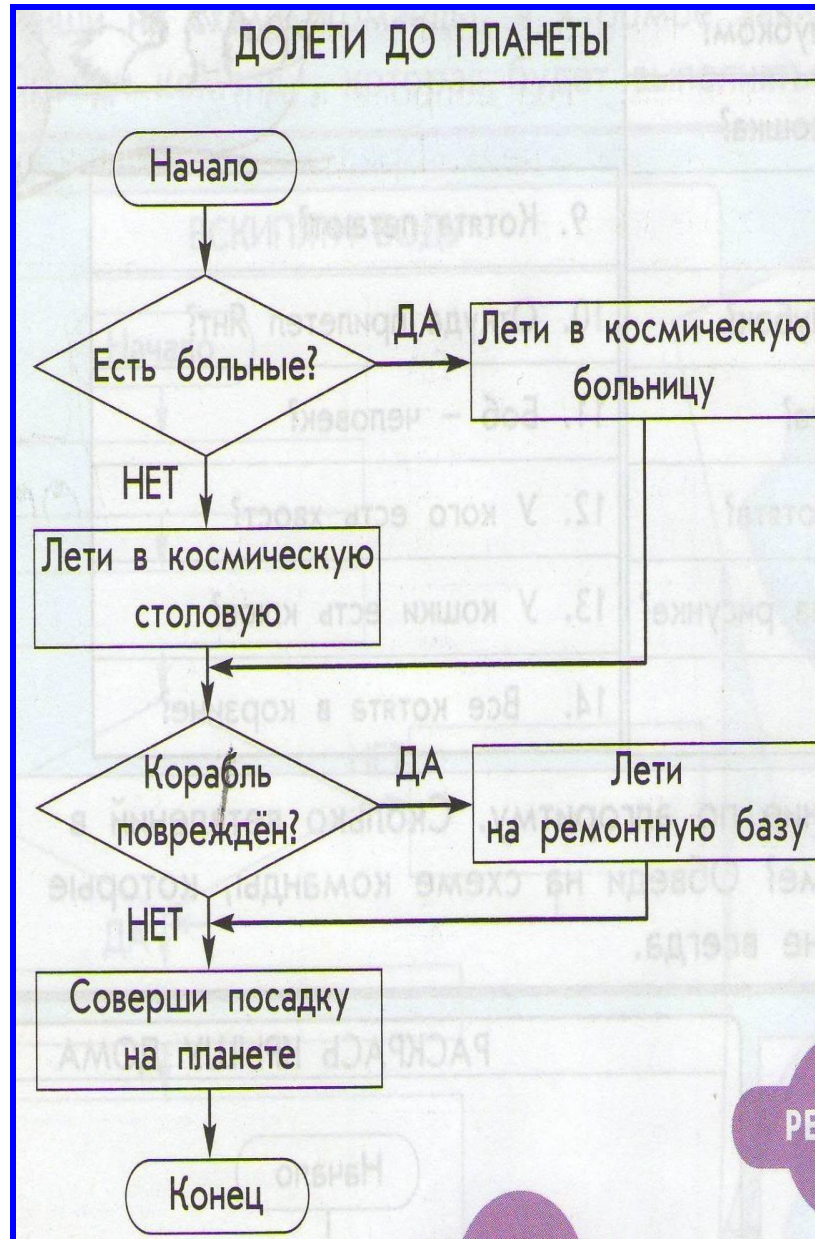 ДОЛЕТИ ДО ПЛАНЕТЫ
Начало
Есть больные?
ДА
Лети в космическую
больницу
НЕТ
Лети в космическую
столовую
Корабль
повреждён?
ДА
Лети
на ремонтную базу
НЕТ
Соверши посадку
на планете
Конец
РЕ